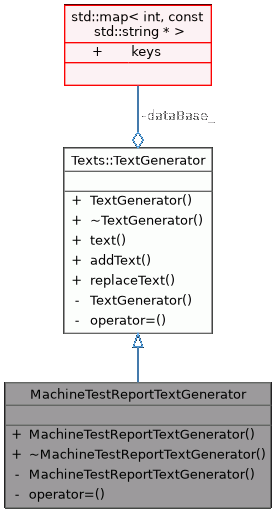 std::map< int, const
std::string * >
+ keys
-dataBase_
Texts::TextGenerator
+ TextGenerator()
+ ~TextGenerator()
+ text()
+ addText()
+ replaceText()
- TextGenerator()
- operator=()
MachineTestReportTextGenerator
+ MachineTestReportTextGenerator()
+ ~MachineTestReportTextGenerator()
- MachineTestReportTextGenerator()
- operator=()